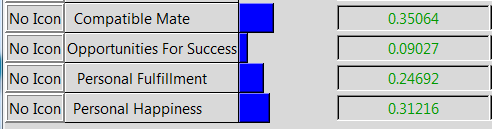 No Icon Compatible Mate 0.35064
No Icon Opportunities For Success 0.09027
No Icon Personal Fulfillment 0.24692
No Icon Personal Happiness 0.31216